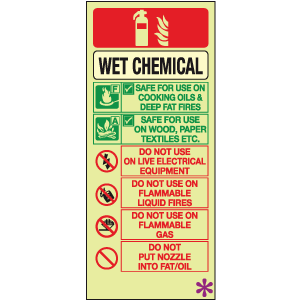 WET CHEMICAL
F
SAFE FOR USE ON
COOKING OILS &
DEEP FAT FIRES
A
SAFE FOR USE
ON WOOD, PAPER
TEXTILES ETC.
DO NOT USE
ON LIVE ELECTRICAL
EQUIPMENT
DO NOT USE ON
FLAMMABLE
LIQUID FIRES
DO NOT USE ON
FLAMMABLE
GAS
DO NOT
PUT NOZZLE
INTO FAT/OIL